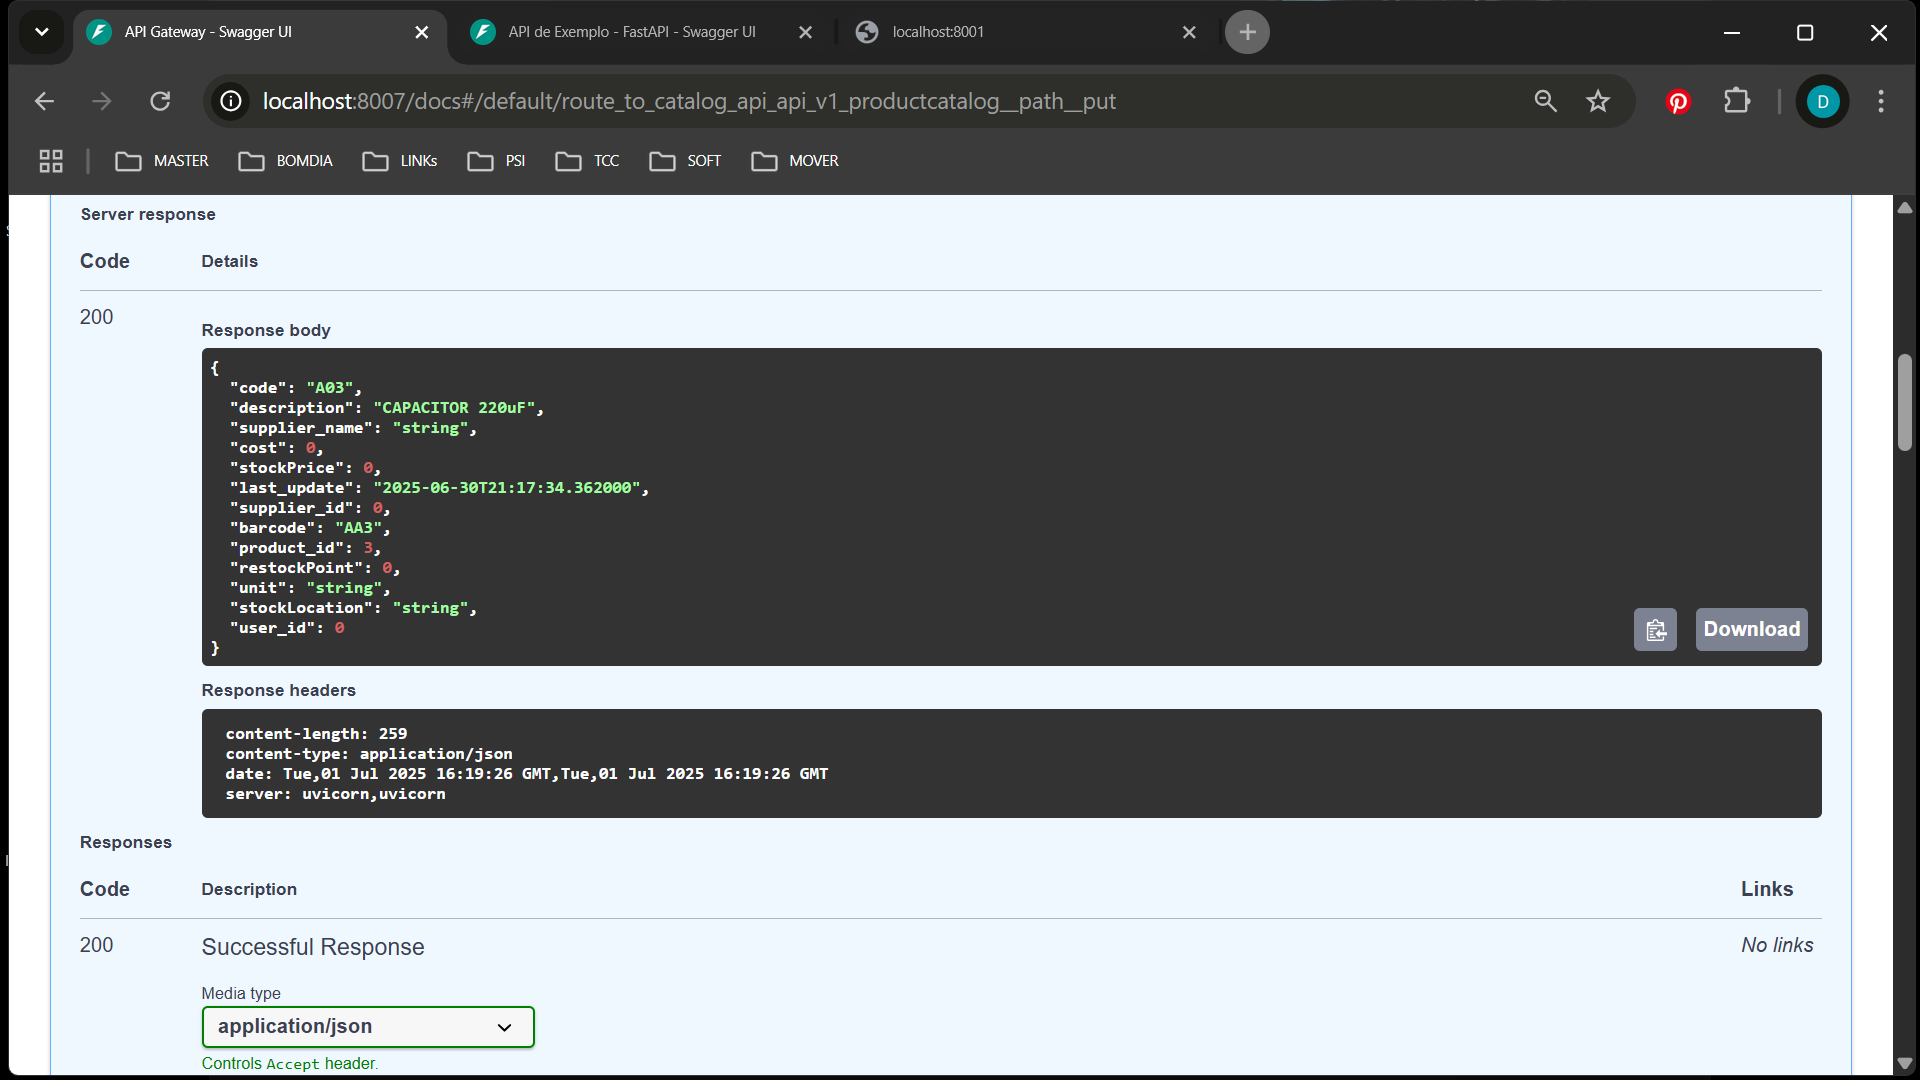 API Gateway - Swagger UI
API de Exemplo - FastAPI - Swagger UI
localhost:8001
localhost:8007/docs#/default/route_to_catalog_api_api_v1_productcatalog__path__put
D
MASTER
BOMDIA
LINKs
PSI
TCC
SOFT
MOVER
Server response
Code Details
200
Response body
{
"code": "A03",
"description": "CAPACITOR 220uF",
"supplier_name": "string",
"cost": 0,
"stockPrice": 0,
"last_update": "2025-06-30T21:17:34.362000",
"supplier_id": 0,
"barcode": "AA3",
"product_id": 3,
"restockPoint": 0,
"unit": "string",
"stockLocation": "string",
"user_id": 0
}
Download
Response headers
content-length: 259
content-type: application/json
date: Tue,01 Jul 2025 16:19:26 GMT,Tue,01 Jul 2025 16:19:26 GMT
server: uvicorn,uvicorn
Responses
Code Description Links
200 Successful Response No links
Media type
application/json
Controls Accept header.